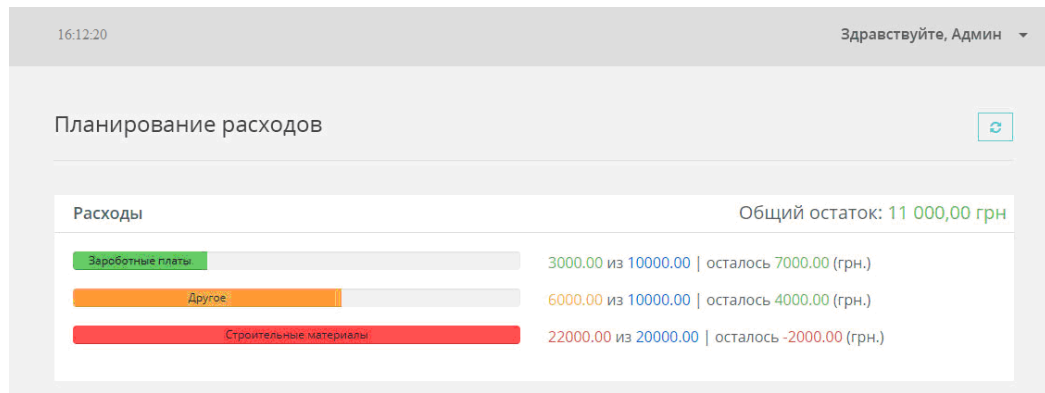 16:12:20
Здравствуйте, Админ
Планирование расходов
Расходы
Общий остаток: 11 000,00 грн
Зароботные платы
3000.00 из 10000.00 | осталось 7000.00 (грн.)
Другое
6000.00 из 10000.00 | осталось 4000.00 (грн.)
Строительные материалы
22000.00 из 20000.00 | осталось -2000.00 (грн.)